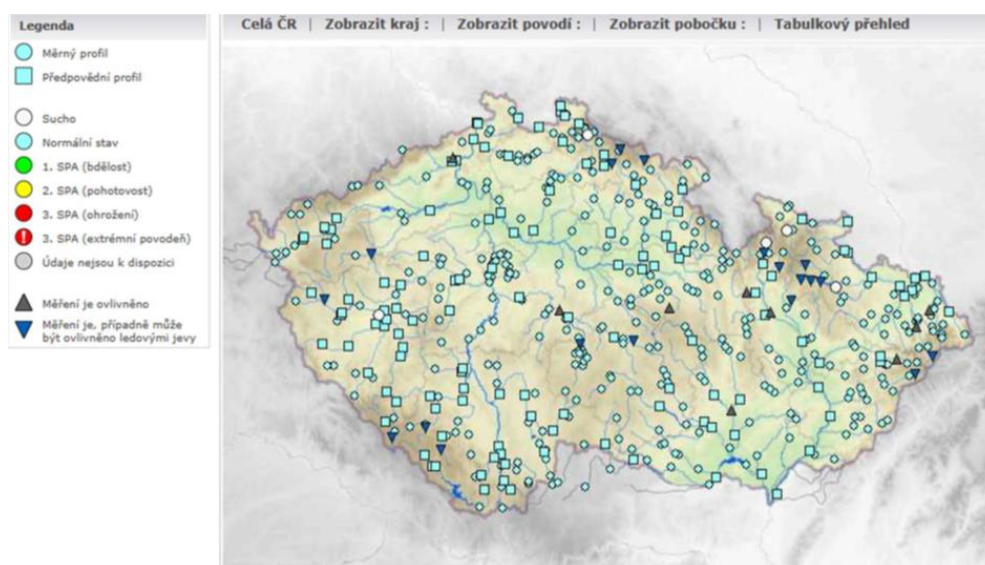 Legenda
Měrný profil
Předpovědní profil
Sucho
Normální stav
1. SPA (bdělost)
2. SPA (pohotovost)
3. SPA (ohrožení)
3. SPA (extrémní povodeň)
Údaje nejsou k dispozici
Měření je ovlivněno
Měření je, případně může
být ovlivněno ledovými jevy
Celá ČR | Zobrazit kraj : | Zobrazit povodí : | Zobrazit pobočku : | Tabulkový přehled